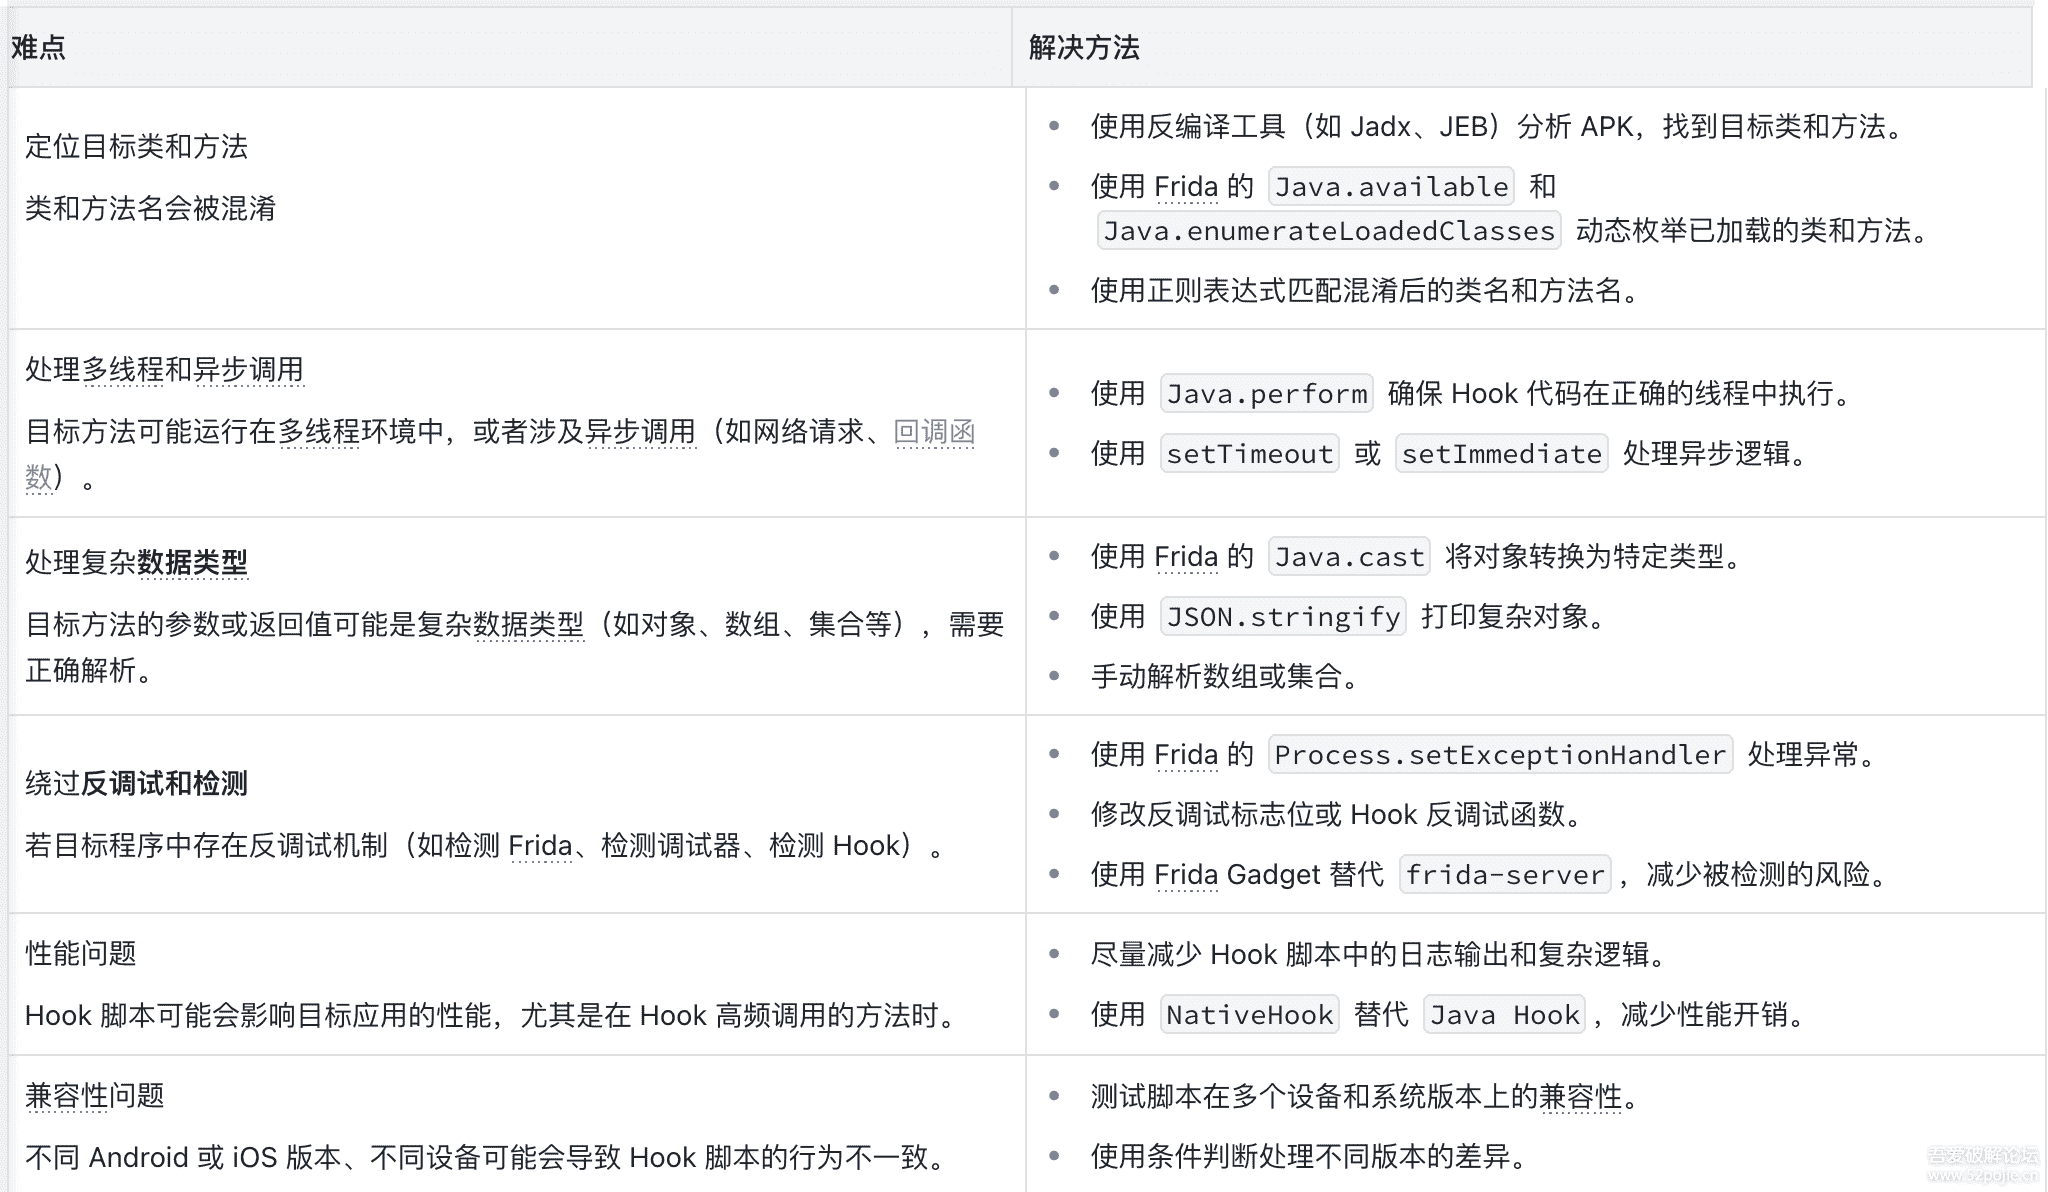 难点
解决方法
定位目标类和方法
类和方法名会被混淆
使用反编译工具（如 Jadx、JEB）分析 APK，找到目标类和方法。
使用 Frida 的 Java.available 和
Java.enumerateLoadedClasses 动态枚举已加载的类和方法。
使用正则表达式匹配混淆后的类名和方法名。
处理多线程和异步调用
目标方法可能运行在多线程环境中，或者涉及异步调用（如网络请求、回调函
数）。
使用 Java.perform 确保 Hook 代码在正确的线程中执行。
使用 setTimeout 或 setImmediate 处理异步逻辑。
处理复杂数据类型
目标方法的参数或返回值可能是复杂数据类型（如对象、数组、集合等），需要
正确解析。
使用 Frida 的 Java.cast 将对象转换为特定类型。
使用 JSON.stringify 打印复杂对象。
手动解析数组或集合。
绕过反调试和检测
若目标程序中存在反调试机制（如检测 Frida、检测调试器、检测 Hook）。
使用 Frida 的 Process.setExceptionHandler 处理异常。
修改反调试标志位或 Hook 反调试函数。
使用 Frida Gadget 替代 frida-server，减少被检测的风险。
性能问题
Hook 脚本可能会影响目标应用的性能，尤其是在 Hook 高频调用的方法时。
尽量减少 Hook 脚本中的日志输出和复杂逻辑。
使用 NativeHook 替代 Java Hook，减少性能开销。
兼容性问题
不同 Android 或 iOS 版本、不同设备可能会导致 Hook 脚本的行为不一致。
测试脚本在多个设备和系统版本上的兼容性。
使用条件判断处理不同版本的差异。
吾爱破解论坛
www.52pojie.cn